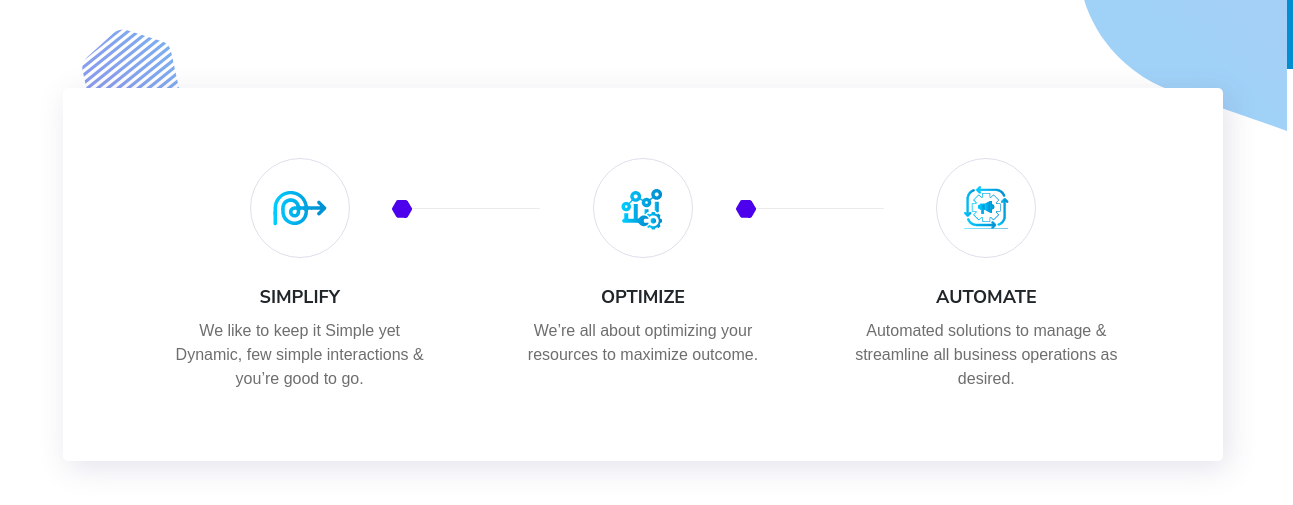 SIMPLIFY
We like to keep it Simple yet
Dynamic, few simple interactions &
you’re good to go.
OPTIMIZE
We’re all about optimizing your
resources to maximize outcome.
AUTOMATE
Automated solutions to manage &
streamline all business operations as
desired.